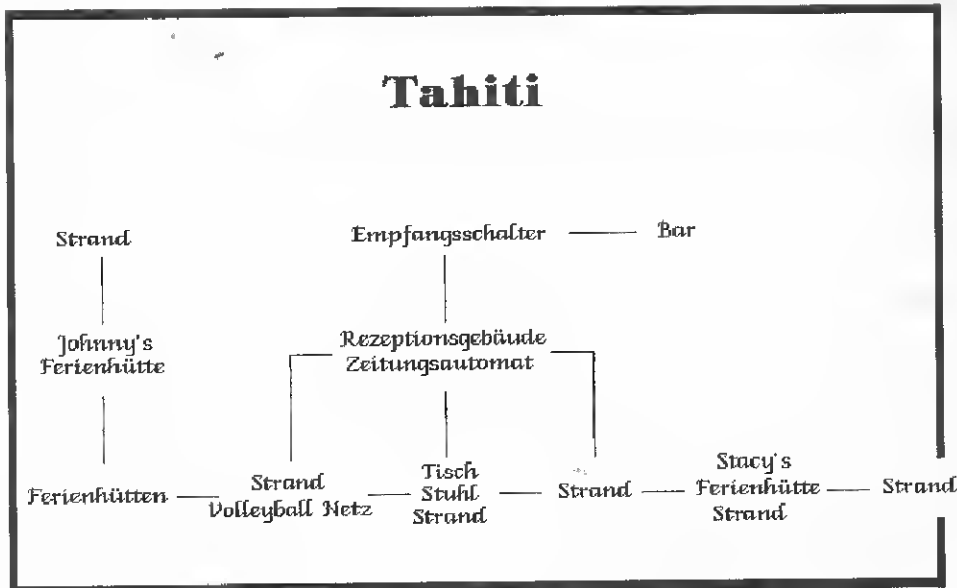 Tahiti
Strand
Empfangsschalter
Bar
Johnny's
Ferienhütte
Rezeptionsgebäude
Zeitungsautomat
Ferienhütten
Strand
Volleyball Netz
Tisch
Stuhl
Strand
Strand
Stacy's
Ferienhütte
Strand
Strand